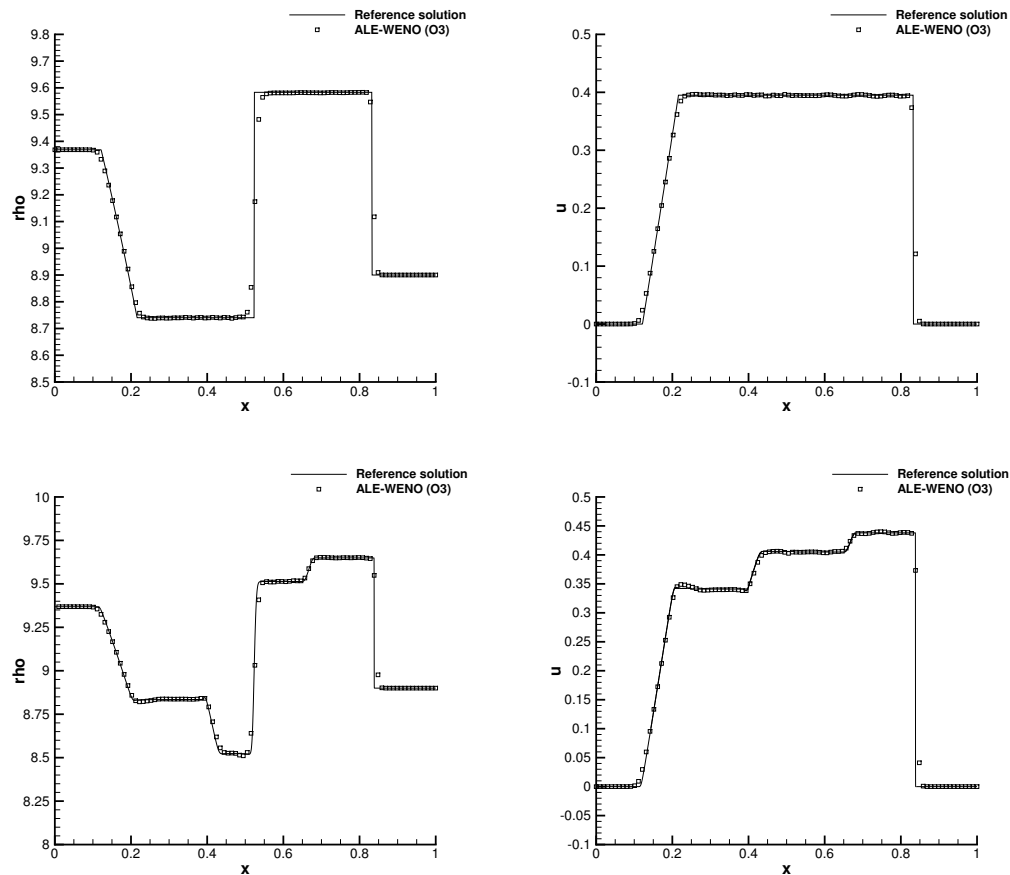 Reference solution
ALE-WENO (O3)
9.8
9.7
9.6
9.5
9.4
9.3
9.2
9.1
9
8.9
8.8
8.7
8.6
8.5
rho
0 0.2 0.4 0.6 0.8 1
x
Reference solution
ALE-WENO (O3)
0.5
0.4
0.3
0.2
0.1
0
-0.1
u
0 0.2 0.4 0.6 0.8 1
x
Reference solution
ALE-WENO (O3)
10
9.75
9.5
9.25
9
8.75
8.5
8.25
8
rho
0 0.2 0.4 0.6 0.8 1
x
Reference solution
ALE-WENO (O3)
0.5
0.45
0.4
0.35
0.3
0.25
0.2
0.15
0.1
0.05
0
-0.05
-0.1
u
0 0.2 0.4 0.6 0.8 1
x